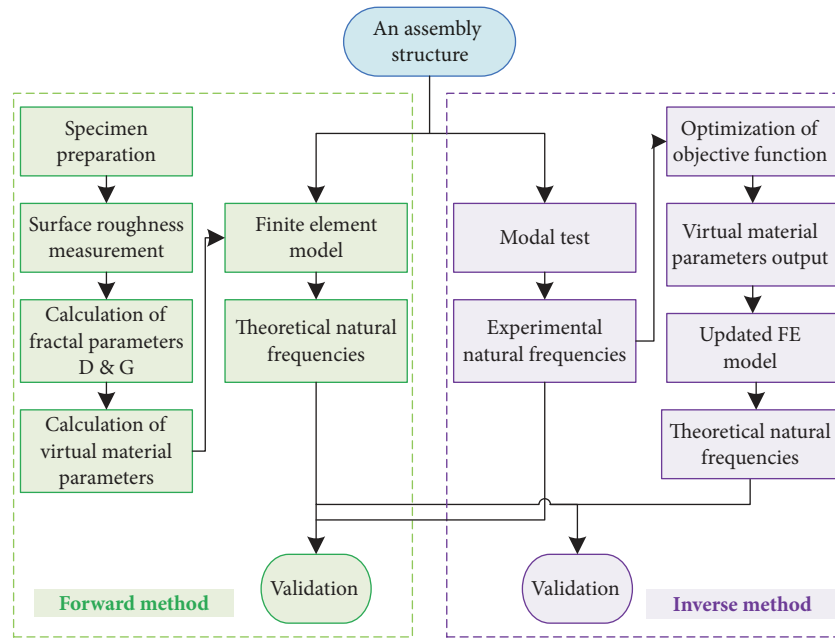 An assembly
structure
Specimen
preparation
Surface roughness
measurement
Calculation of
fractal parameters
D & G
Calculation of
virtual material
parameters
Finite element
model
Theoretical natural
frequencies
Validation
Forward method
Modal test
Experimental
natural frequencies
Optimization of
objective function
Virtual material
parameters output
Updated FE
model
Theoretical natural
frequencies
Validation
Inverse method